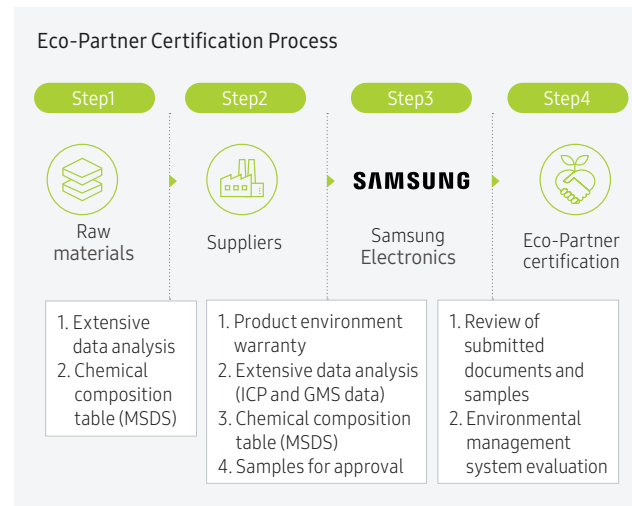 Eco-Partner Certification Process
Step1
Step2
Step3
Step4
SAMSUNG
Raw
materials
Suppliers
Samsung
Electronics
Eco-Partner
certification
1. Extensive
data analysis
2. Chemical
composition
table (MSDS)
1. Product environment
warranty
2. Extensive data analysis
(ICP and GMS data)
3. Chemical composition
table (MSDS)
4. Samples for approval
1. Review of
submitted
documents and
samples
2. Environmental
management
system evaluation